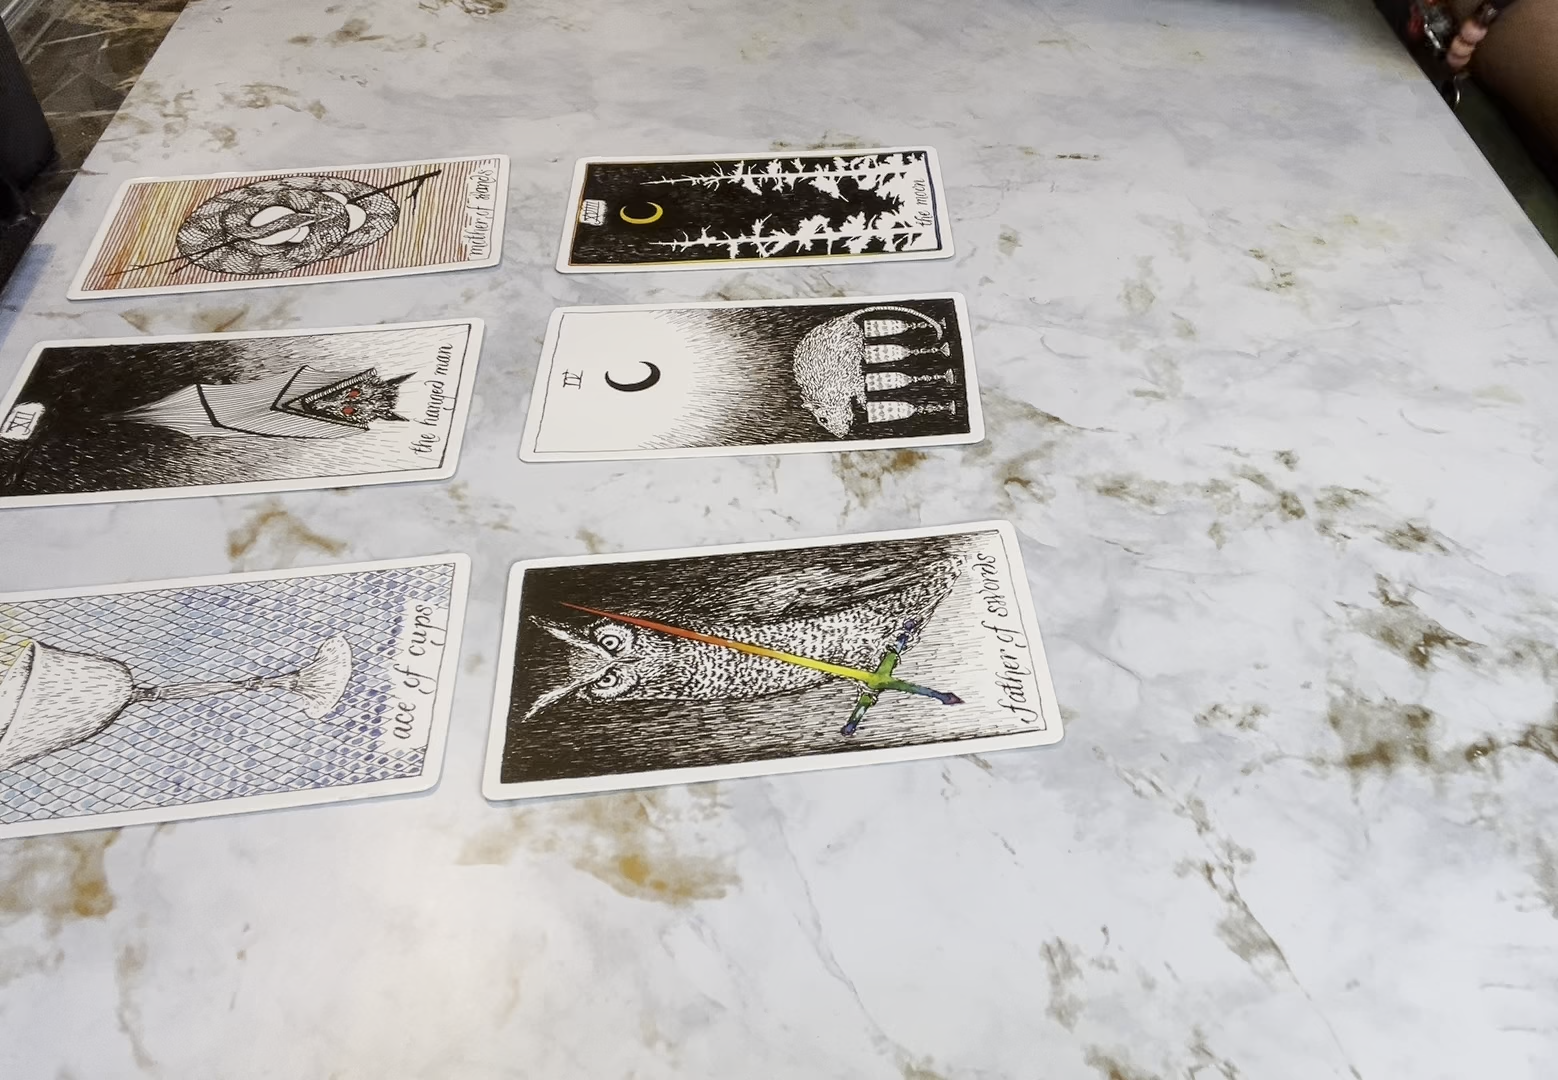 mother of wands
XVIII
the moon
XII
the hanged man
IV
ace of cups
father of swords